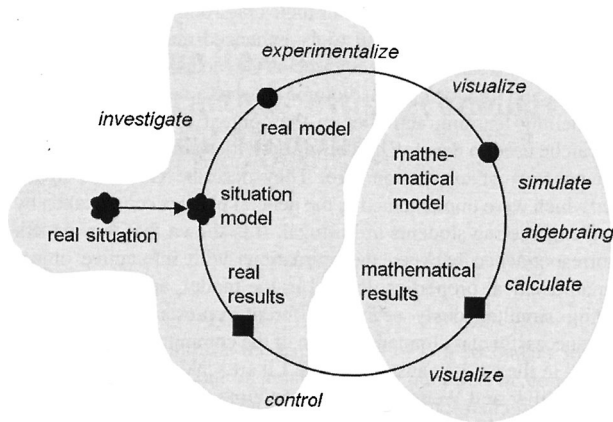 experimentalize
visualize
investigate
real model
mathe-
matical
model
simulate
situation
model
real situation
algebraing
real
results
mathematical
results
calculate
visualize
control